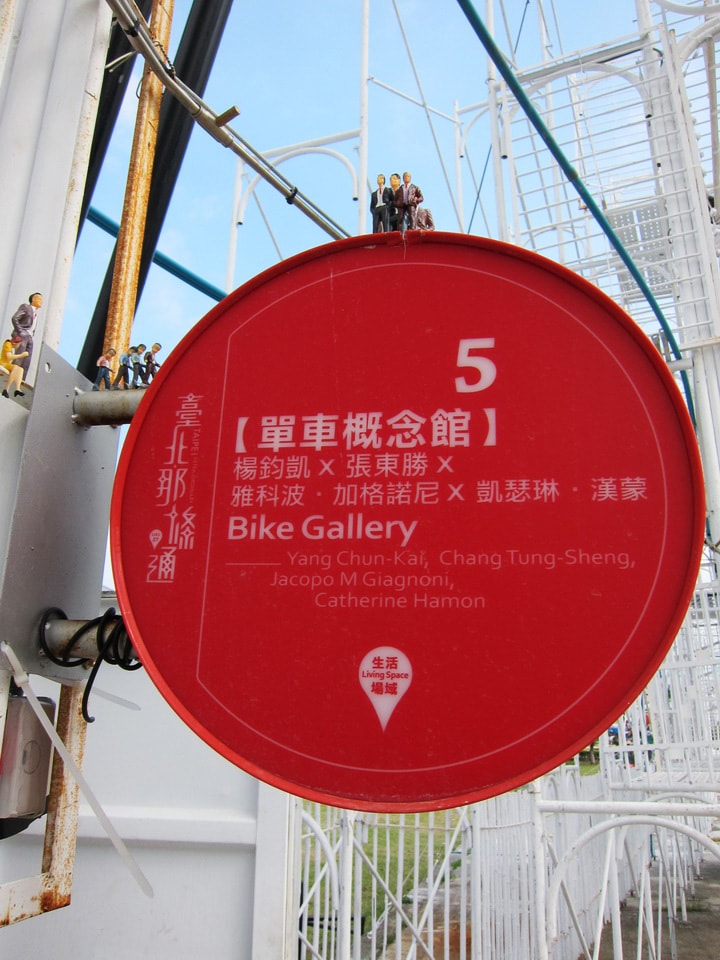 5
【單車概念館】
楊鈞凱 x 張東勝 x
雅科波・加格諾尼 x 凱瑟琳・漢蒙
Bike Gallery
Yang Chun-Kai, Chang Tung-Sheng,
Jacopo M Giagnoni,
Catherine Hamon
臺北那條通
TAIPEI
生活
Living Space
場域